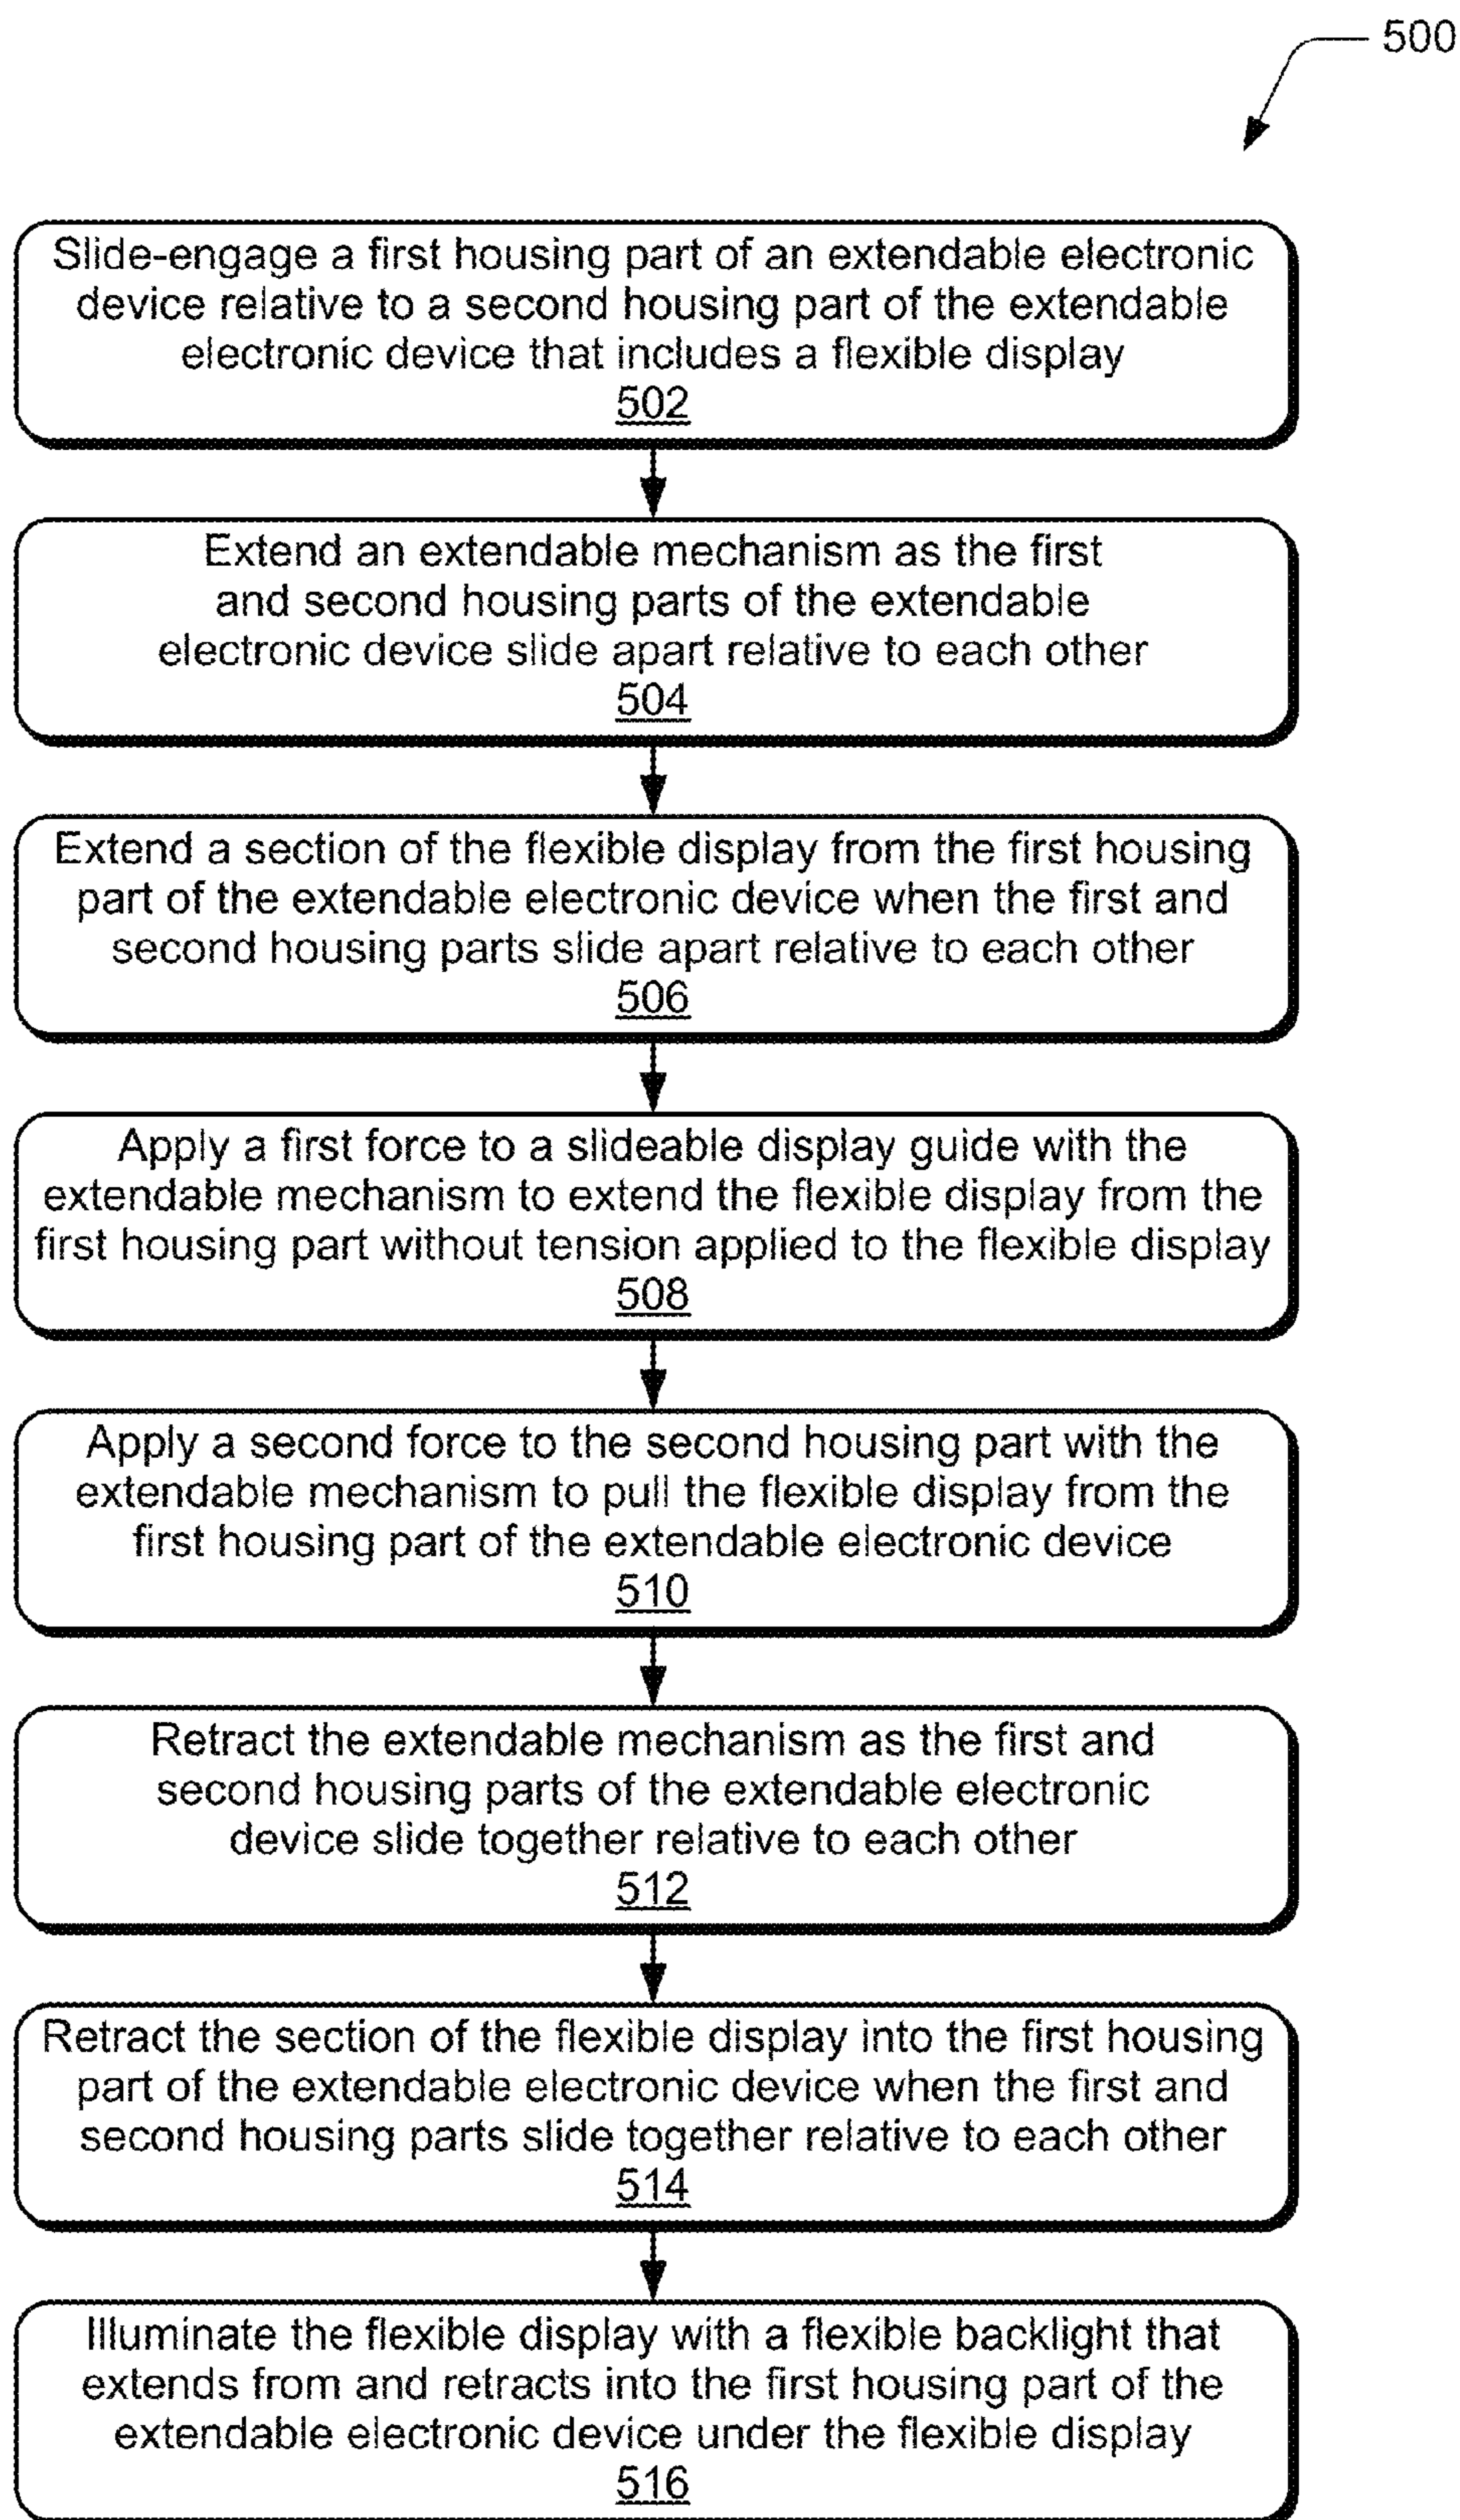 500
Slide-engage a first housing part of an extendable electronic
device relative to a second housing part of the extendable
electronic device that includes a flexible display
502
Extend an extendable mechanism as the first
and second housing parts of the extendable
electronic device slide apart relative to each other
504
Extend a section of the flexible display from the first housing
part of the extendable electronic device when the first and
second housing parts slide apart relative to each other
506
Apply a first force to a slideable display guide with the
extendable mechanism to extend the flexible display from the
first housing part without tension applied to the flexible display
508
Apply a second force to the second housing part with the
extendable mechanism to pull the flexible display from the
first housing part of the extendable electronic device
510
Retract the extendable mechanism as the first and
second housing parts of the extendable electronic
device slide together relative to each other
512
Retract the section of the flexible display into the first housing
part of the extendable electronic device when the first and
second housing parts slide together relative to each other
514
Illuminate the flexible display with a flexible backlight that
extends from and retracts into the first housing part of the
extendable electronic device under the flexible display
516